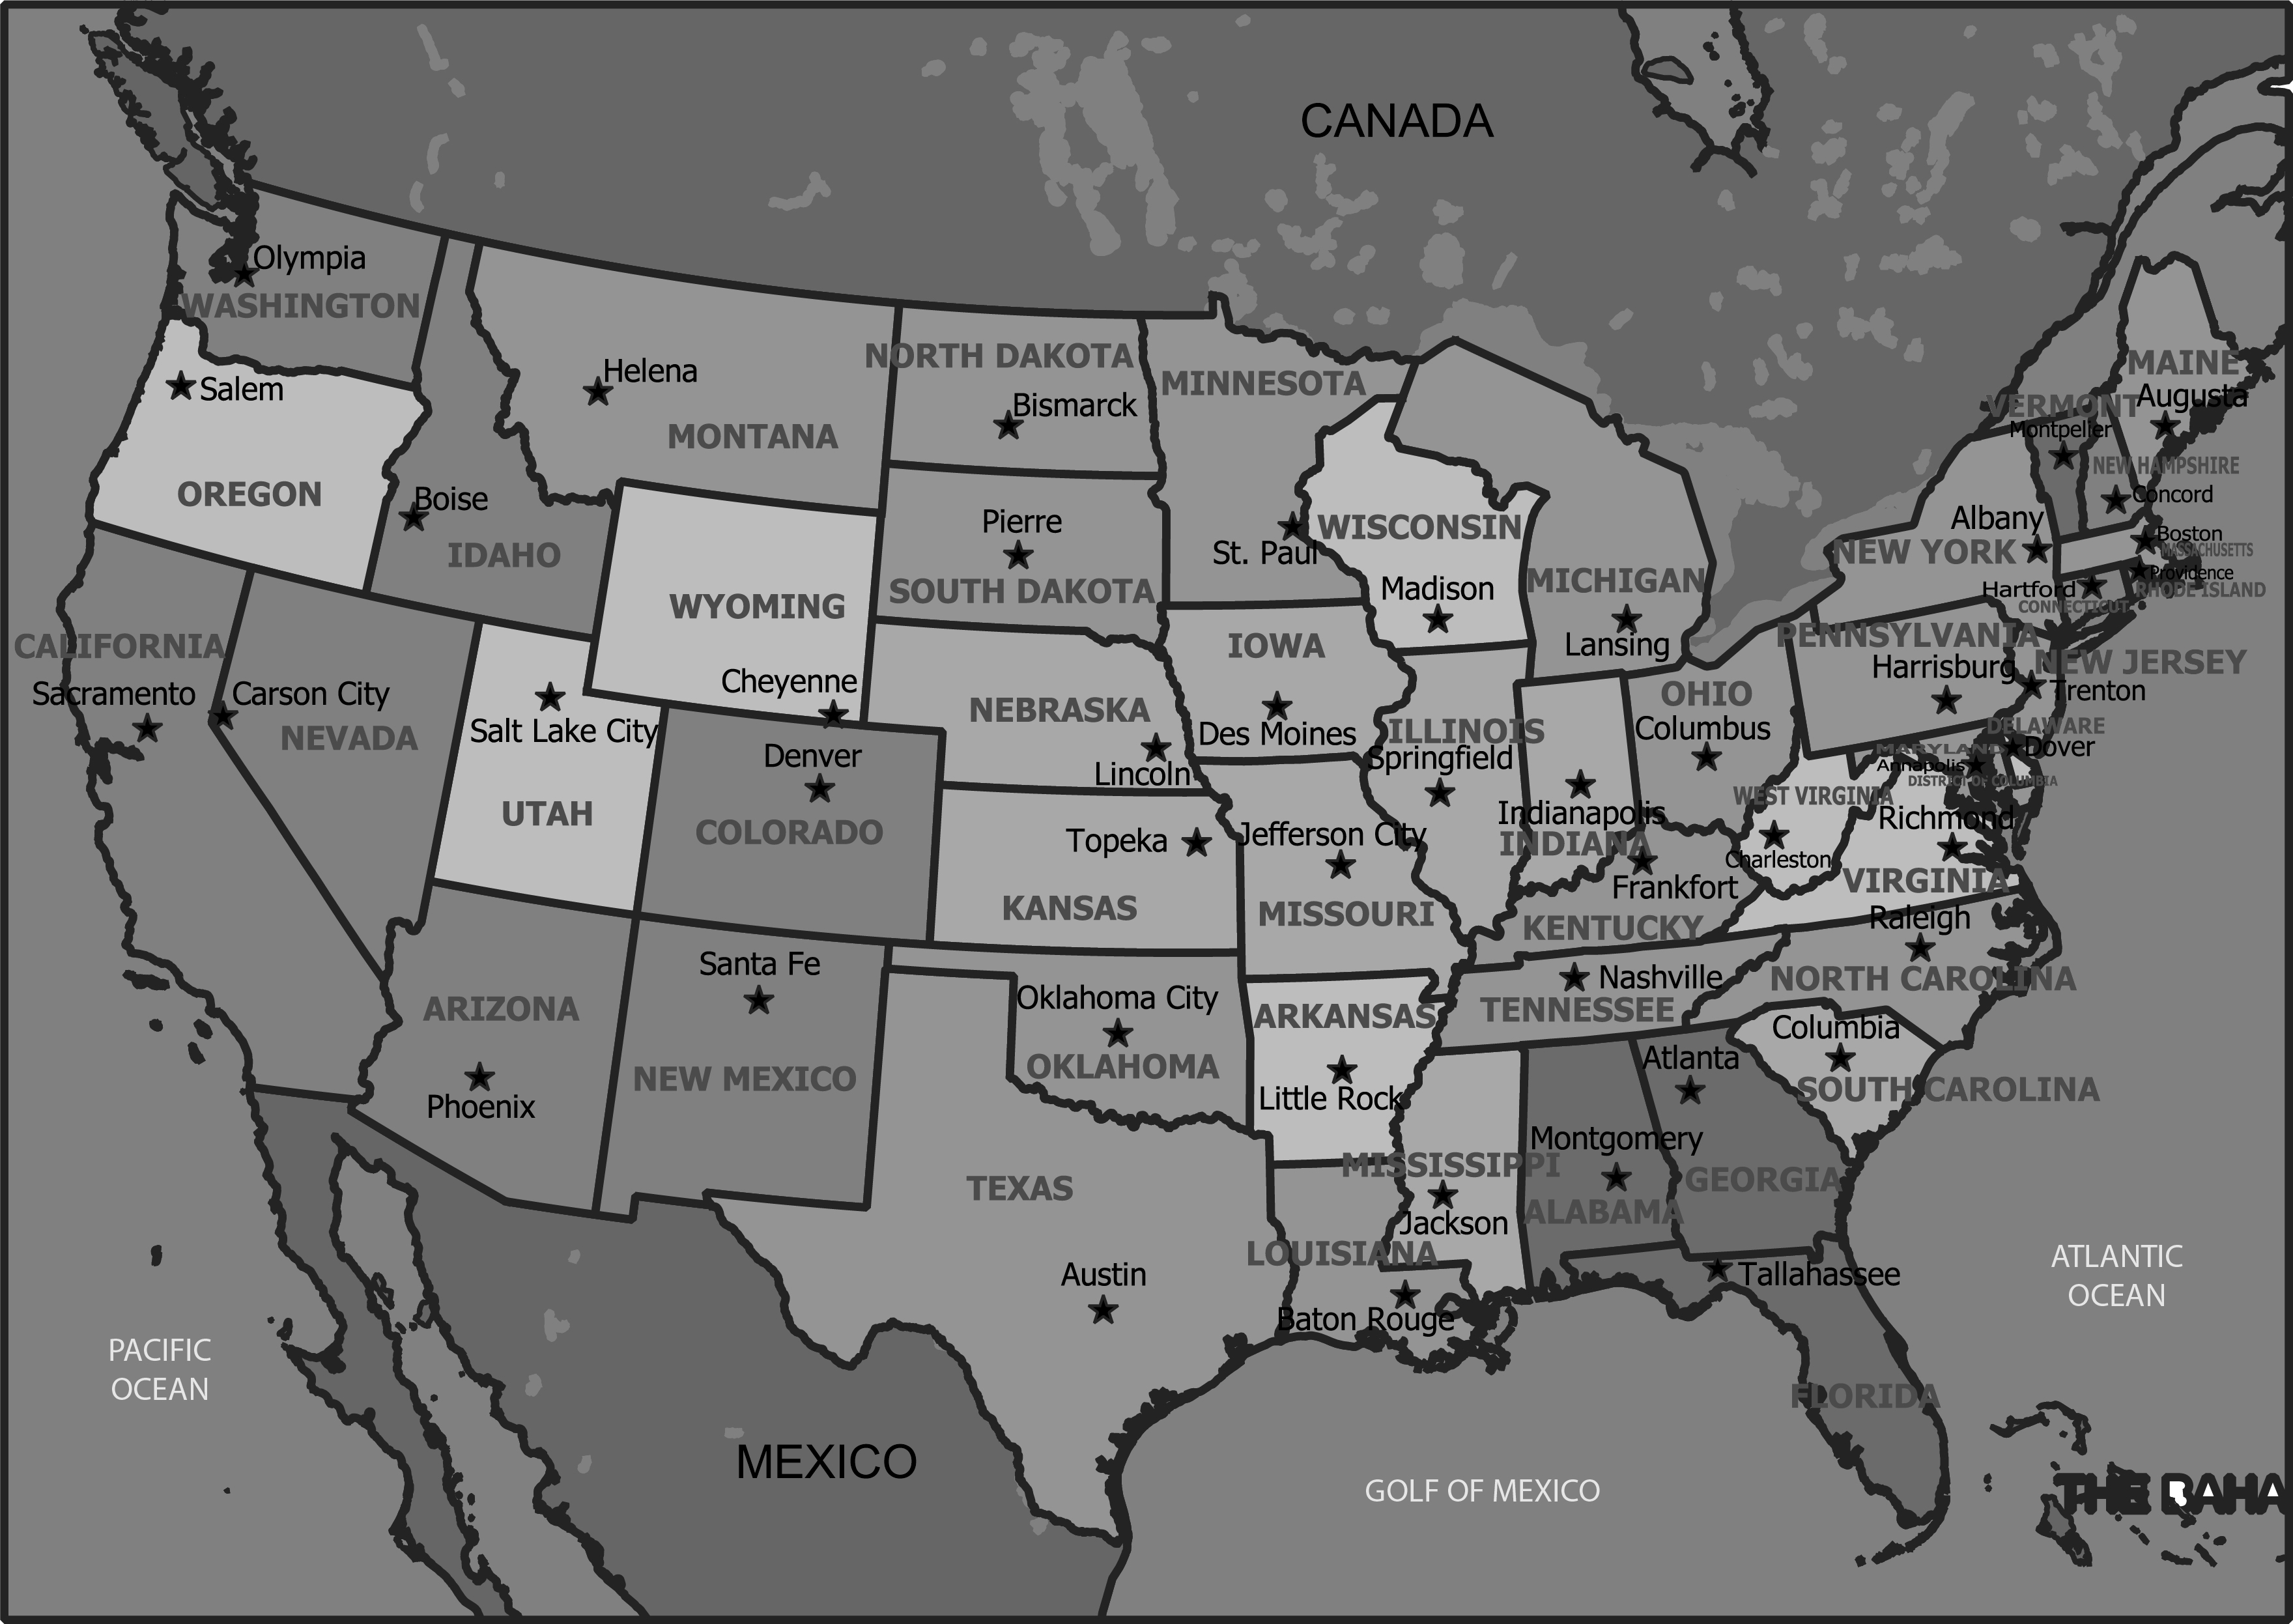 CANADA
Olympia
WASHINGTON
Helena
NORTH DAKOTA
MINNESOTA
MAINE
Salem
Bismarck
VERMONT
Augusta
Montpelier
MONTANA
NEW HAMPSHIRE
OREGON
Boise
Concord
Pierre
WISCONSIN
Albany
Boston
IDAHO
St. Paul
NEW YORK
MASSACHUSETTS
Providence
SOUTH DAKOTA
Madison
MICHIGAN
Hartford
RHODE ISLAND
WYOMING
CONNECTICUT
CALIFORNIA
IOWA
Lansing
PENNSYLVANIA
NEW JERSEY
Harrisburg
Sacramento
Carson City
Cheyenne
OHIO
Trenton
NEVADA
Salt Lake City
NEBRASKA
Des Moines
ILLINOIS
Columbus
DELAWARE
Denver
Springfield
MARYLAND
Dover
Lincoln
Annapolis
DISTRICT OF COLUMBIA
WEST VIRGINIA
UTAH
COLORADO
Topeka
Jefferson City
Indianapolis
INDIANA
Richmond
Charleston
Frankfort
VIRGINIA
KANSAS
MISSOURI
KENTUCKY
Raleigh
Santa Fe
Nashville
NORTH CAROLINA
ARIZONA
Oklahoma City
ARKANSAS
TENNESSEE
Columbia
NEW MEXICO
OKLAHOMA
Atlanta
SOUTH CAROLINA
Phoenix
Little Rock
Montgomery
MISSISSIPPI
TEXAS
GEORGIA
Jackson
ALABAMA
LOUISIANA
Austin
Tallahassee
Baton Rouge
ATLANTIC
OCEAN
PACIFIC
OCEAN
FLORIDA
MEXICO
GOLF OF MEXICO
THE BAHA